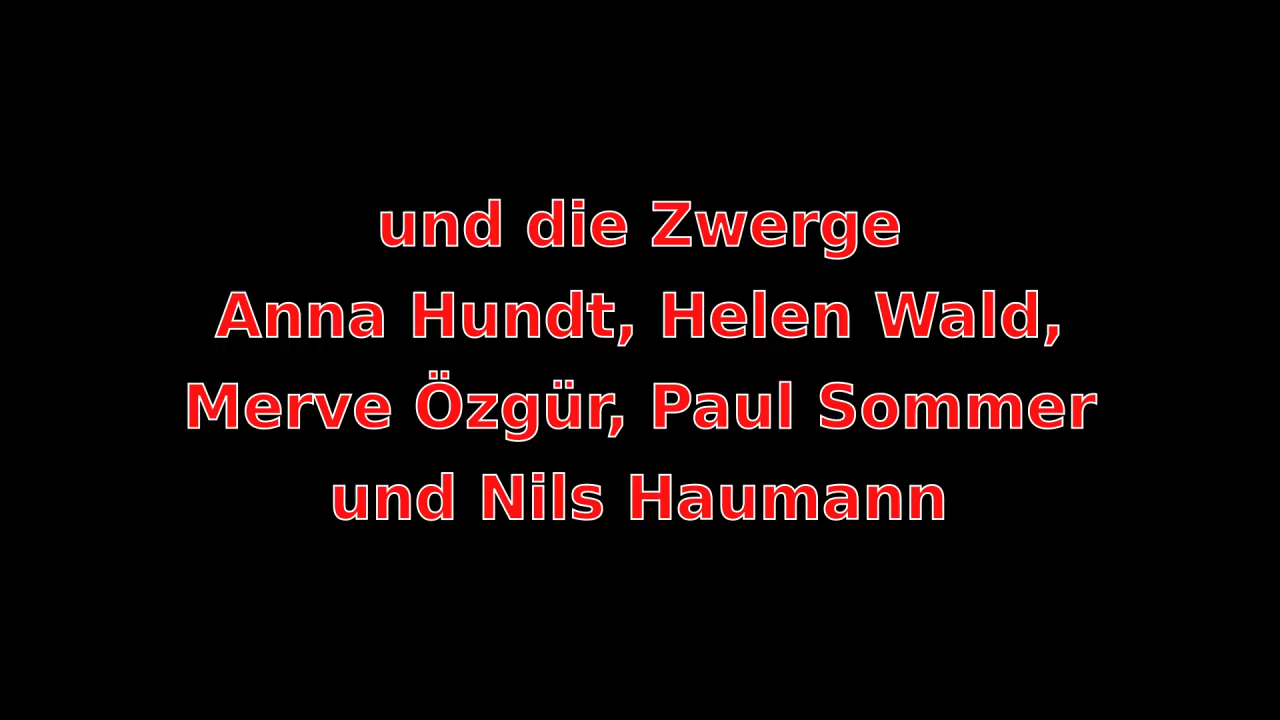 und die Zwerge
Anna Hundt, Helen Wald,
Merve Özgür, Paul Sommer
und Nils Haumann